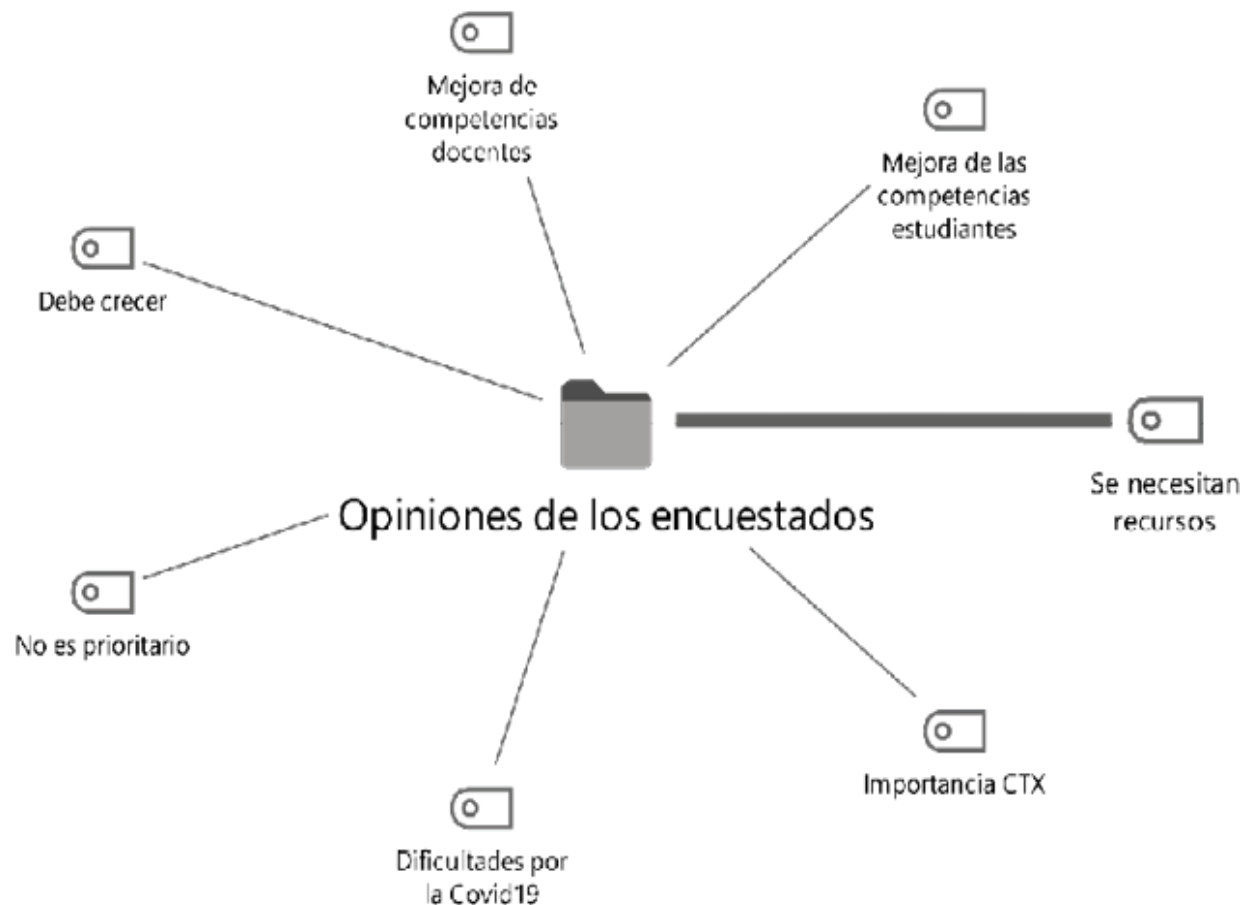 Mejora de
competencias
docentes
Mejora de las
competencias
estudiantes
Debe crecer
Se necesitan
recursos
Opiniones de los encuestados
No es prioritario
Importancia CTX
Dificultades por
la Covid19